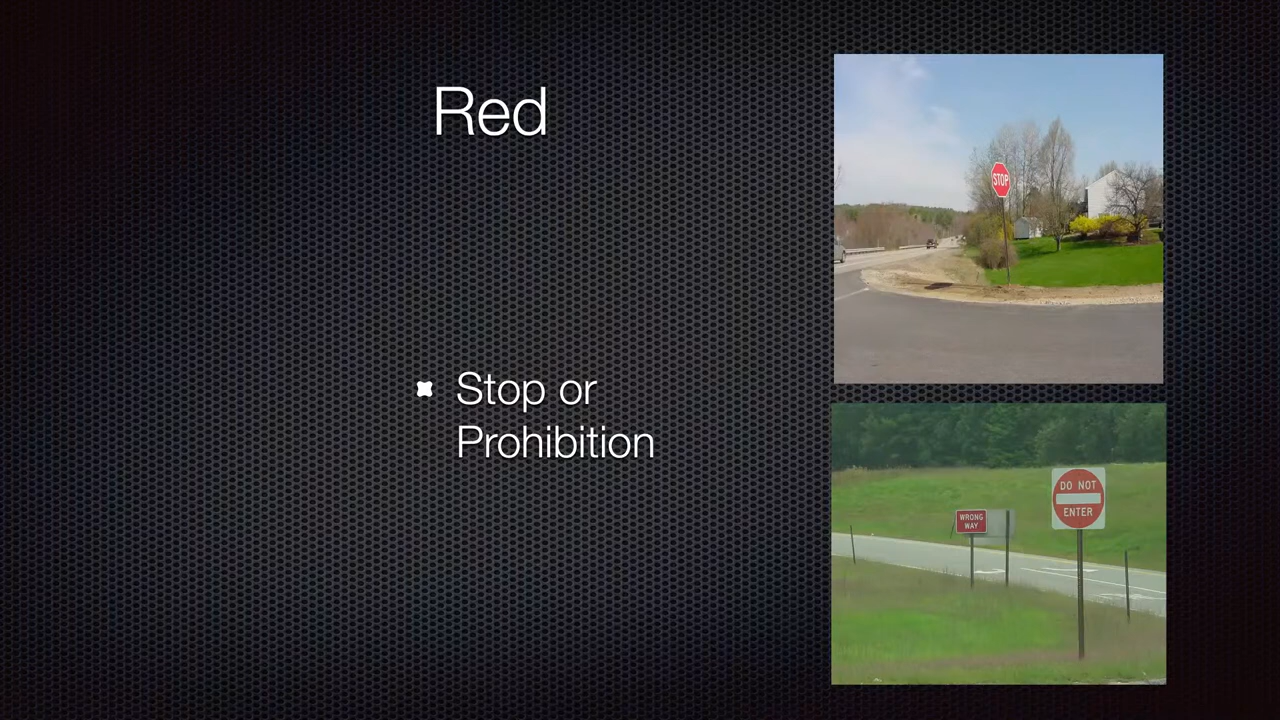 Red
Stop or
Prohibition
STOP
WRONG
WAY
DO NOT
ENTER